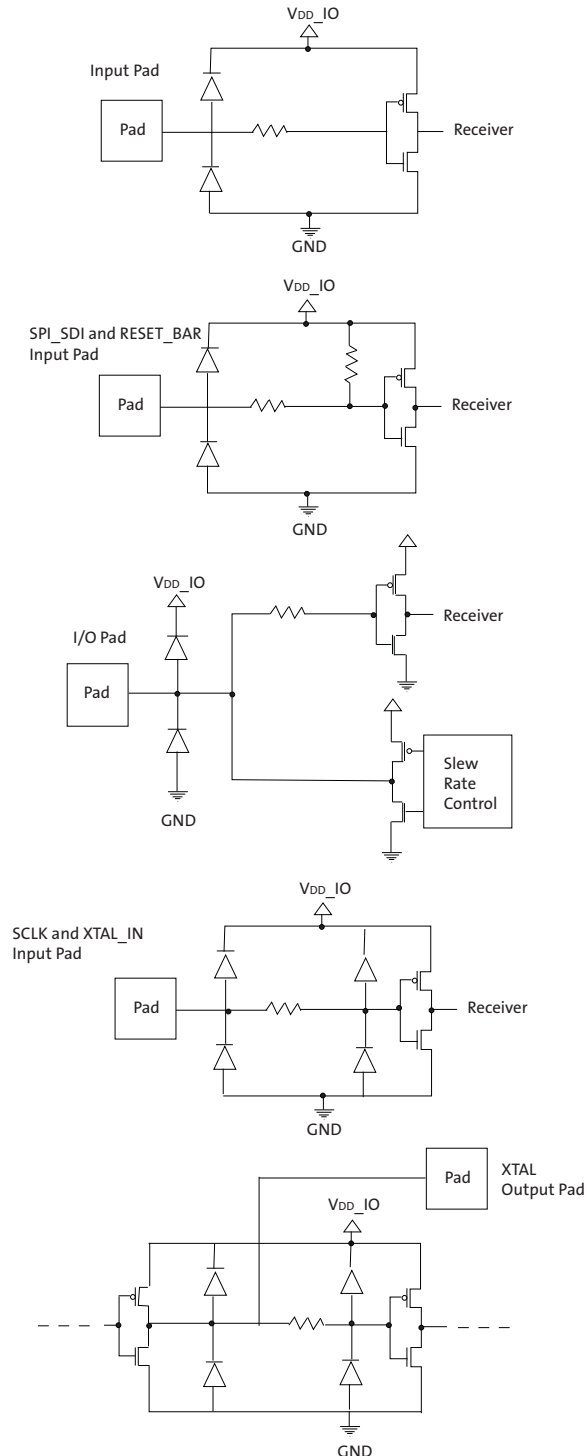 VDD_IO
Input Pad
Pad
Receiver
GND
VDD_IO
SPI_SDI and RESET_BAR
Input Pad
Pad
Receiver
GND
VDD_IO
I/O Pad
Receiver
Pad
Slew
Rate
Control
GND
VDD_IO
SCLK and XTAL_IN
Input Pad
Pad
Receiver
GND
Pad
XTAL
Output Pad
VDD_IO
GND